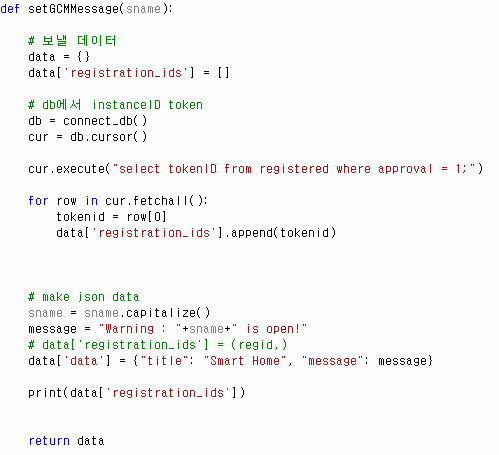 def setGCMMessage(sname):
    # 보낼 데이터
    data = {}
    data['registration_ids'] = []
    # db에서 instanceID token
    db = connect_db()
    cur = db.cursor()
    cur.execute("select tokenID from registered where approval = 1;")
    for row in cur.fetchall():
        tokenid = row[0]
        data['registration_ids'].append(tokenid)
    # make json data
    sname = sname.capitalize()
    message = "Warning : "+sname+" is open!"
    # data['registration_ids'] = (regid,)
    data['data'] = {"title": "Smart Home", "message": message}
    print(data['registration_ids'])
    return data